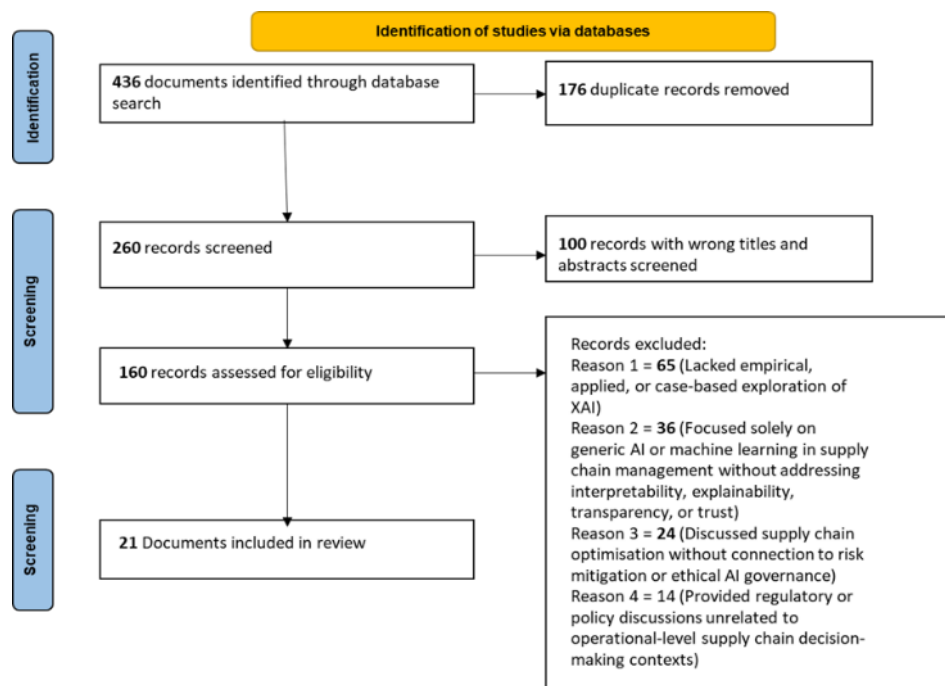 Identification of studies via databases
Identification
436 documents identified through database
search
176 duplicate records removed
Screening
260 records screened
100 records with wrong titles and
abstracts screened
160 records assessed for eligibility
Records excluded:
Reason 1 = 65 (Lacked empirical,
applied, or case-based exploration of
XAI)
Reason 2 = 36 (Focused solely on
generic AI or machine learning in supply
chain management without addressing
interpretability, explainability,
transparency, or trust)
Reason 3 = 24 (Discussed supply chain
optimisation without connection to risk
mitigation or ethical AI governance)
Reason 4 = 14 (Provided regulatory or
policy discussions unrelated to
operational-level supply chain decision-
making contexts)
Screening
21 Documents included in review